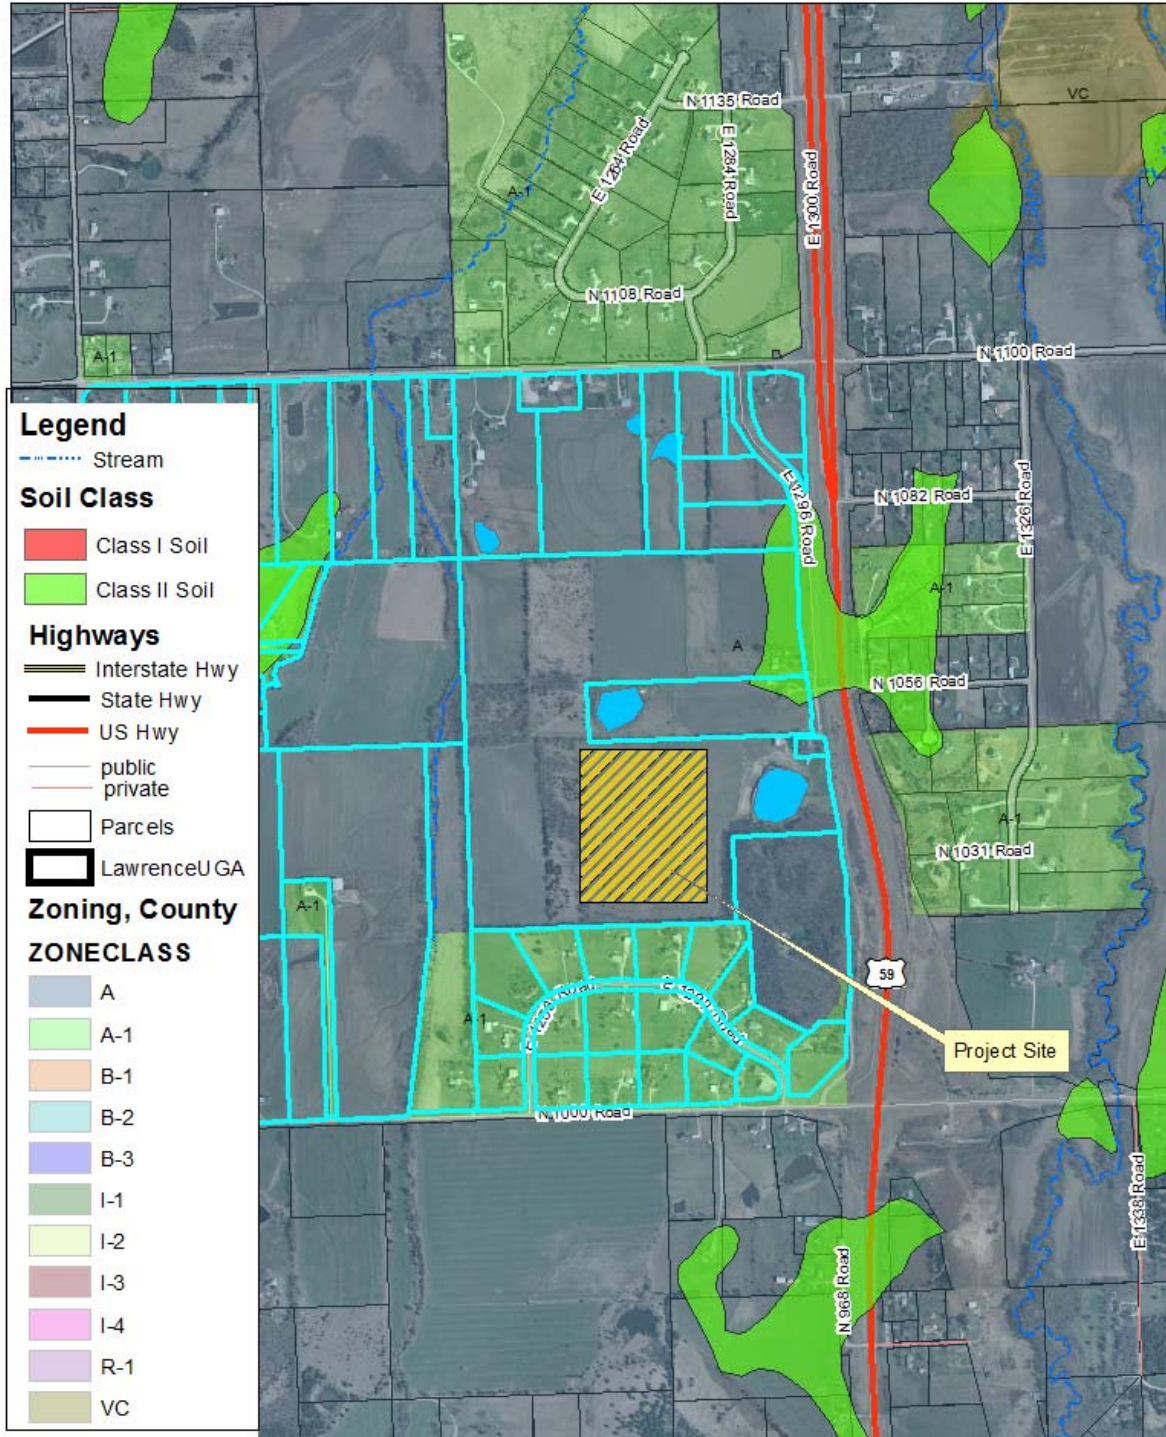 VC
N 1135 Road
E 1264 Road
E 1284 Road
E 1300 Road
A-1
N 1108 Road
N 1100 Road
A-1
Legend
Stream
Soil Class
Class I Soil
Class II Soil
Highways
Interstate Hwy
State Hwy
US Hwy
public
private
Parcels
LawrenceUGA
Zoning, County
ZONECLASS
A
A-1
B-1
B-2
B-3
I-1
I-2
I-3
I-4
R-1
VC
E 1296 Road
N 1082 Road
E 1326 Road
A-1
A
N 1056 Road
A-1
N 1031 Road
A-1
59
A-1
Project Site
N 1000 Road
E 1338 Road
N 968 Road